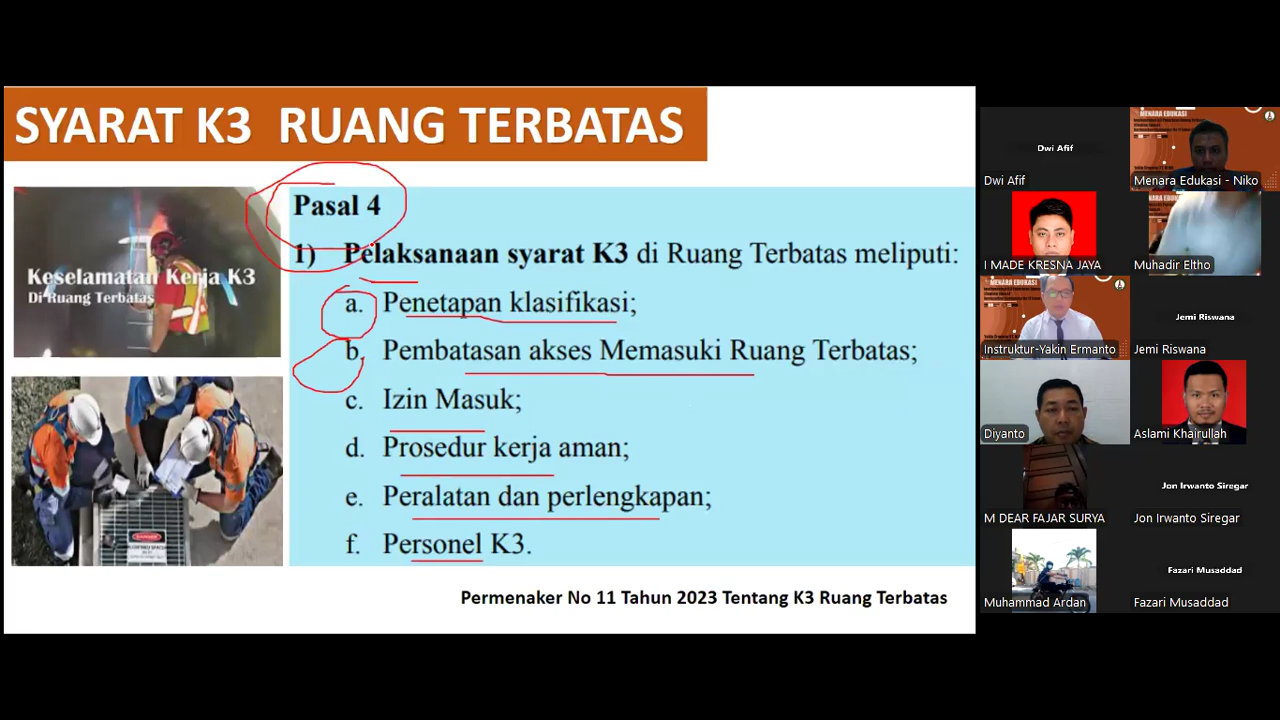 SYARAT K3 RUANG TERBATAS
Keselamatan Kerja K3
Di Ruang Terbatas
Pasal 4
1) Pelaksanaan syarat K3 di Ruang Terbatas meliputi:
a. Penetapan klasifikasi;
b. Pembatasan akses Memasuki Ruang Terbatas;
c. Izin Masuk;
d. Prosedur kerja aman;
e. Peralatan dan perlengkapan;
f. Personel K3.
DANGER
Permenaker No 11 Tahun 2023 Tentang K3 Ruang Terbatas
Dwi Afif
Dwi Afif
MENARA EDUKASI
Menara Edukasi - Niko
I MADE KRESNA JAYA
Muhadir Eltho
MENARA EDUKASI
Instruktur-Yakin Ermanto
Jemi Riswana
Jemi Riswana
Diyanto
Aslami Khairullah
M DEAR FAJAR SURYA
Jon Irwanto Siregar
Jon Irwanto Siregar
Muhammad Ardan
Fazari Musaddad
Fazari Musaddad